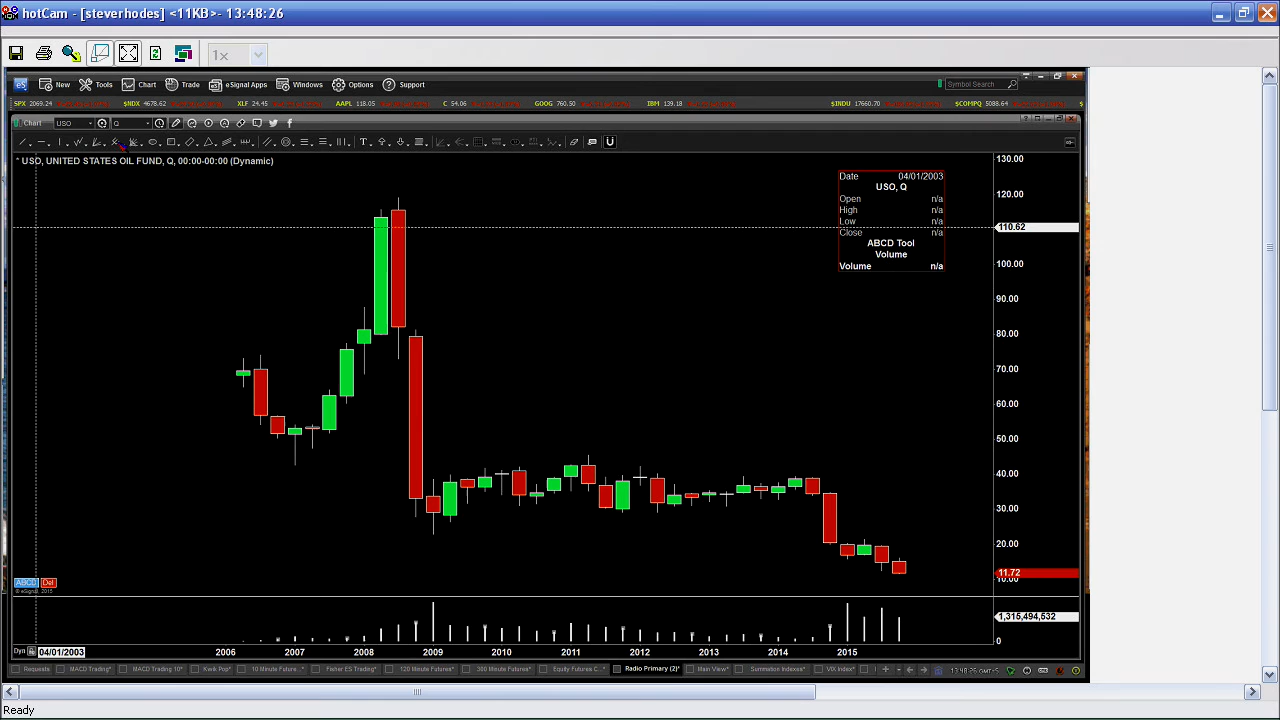 hotCam - [steverhodes] <11KB> - 13:48:26
1x
eS New Tools Chart Trade eSignal Apps Windows Options Support Symbol Search
SPX 2069.24 $NDX 4678.62 XLF 24.45 AAPL 118.05 C 54.06 GOOG 760.50 IBM 139.18 $INDU 17660.70 $COMPQ 5088.64
Chart USO Q
* USO, UNITED STATES OIL FUND, Q, 00:00-00:00 (Dynamic)
130.00
Date 04/01/2003
USO, Q
120.00
Open n/a
High n/a
Low n/a
110.62
Close n/a
ABCD Tool
Volume
Volume n/a
100.00
90.00
80.00
70.00
60.00
50.00
40.00
30.00
20.00
11.72
10.00
ABCD Del
© eSignal, 2015
1,315,494,532
0
Dyn 04/01/2003 2006 2007 2008 2009 2010 2011 2012 2013 2014 2015
Requests MACD Trading* MACD Trading 10* Kwik Pop* 10 Minute Future...* Fisher ES Trading* 120 Minute Futures* 300 Minute Futures* Equity Futures C...* Radio Primary (2)* Main View* Summation Indexes* VIX Index*
Ready